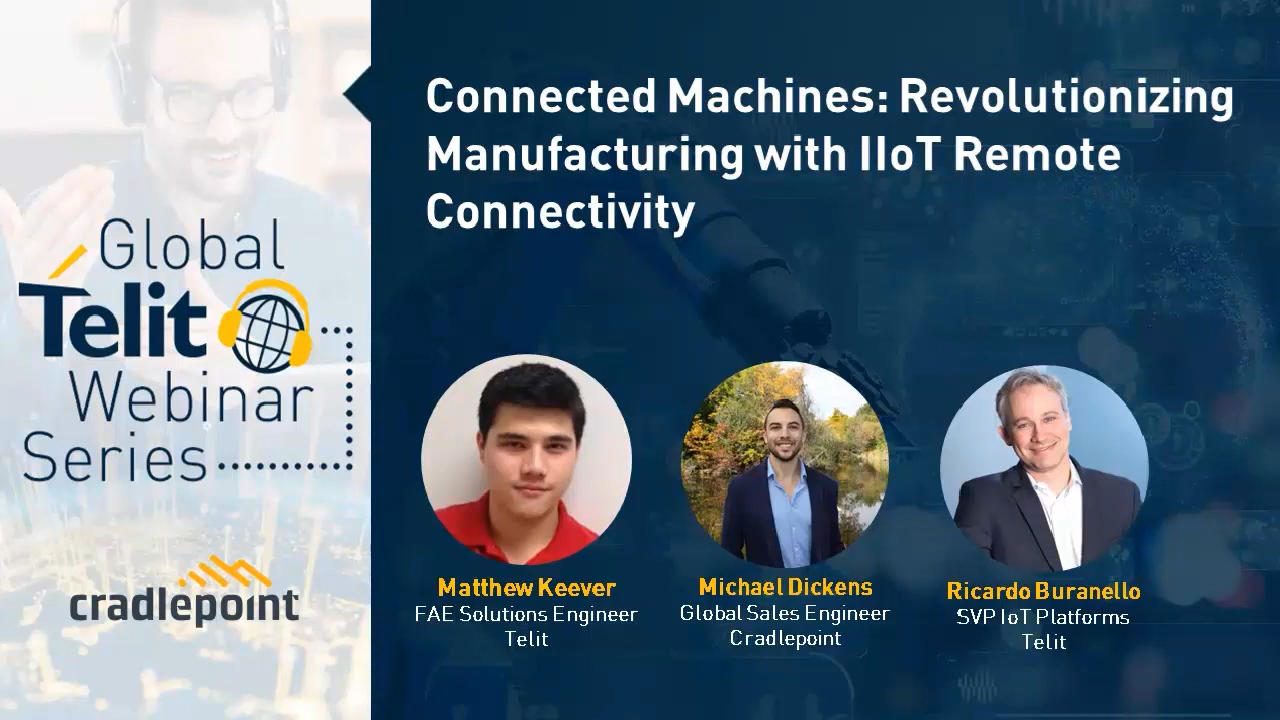 Connected Machines: Revolutionizing
Manufacturing with IIoT Remote
Connectivity
Global
Telit
Webinar
Series
cradlepoint
Matthew Keever
FAE Solutions Engineer
Telit
Michael Dickens
Global Sales Engineer
Cradlepoint
Ricardo Buranello
SVP IoT Platforms
Telit